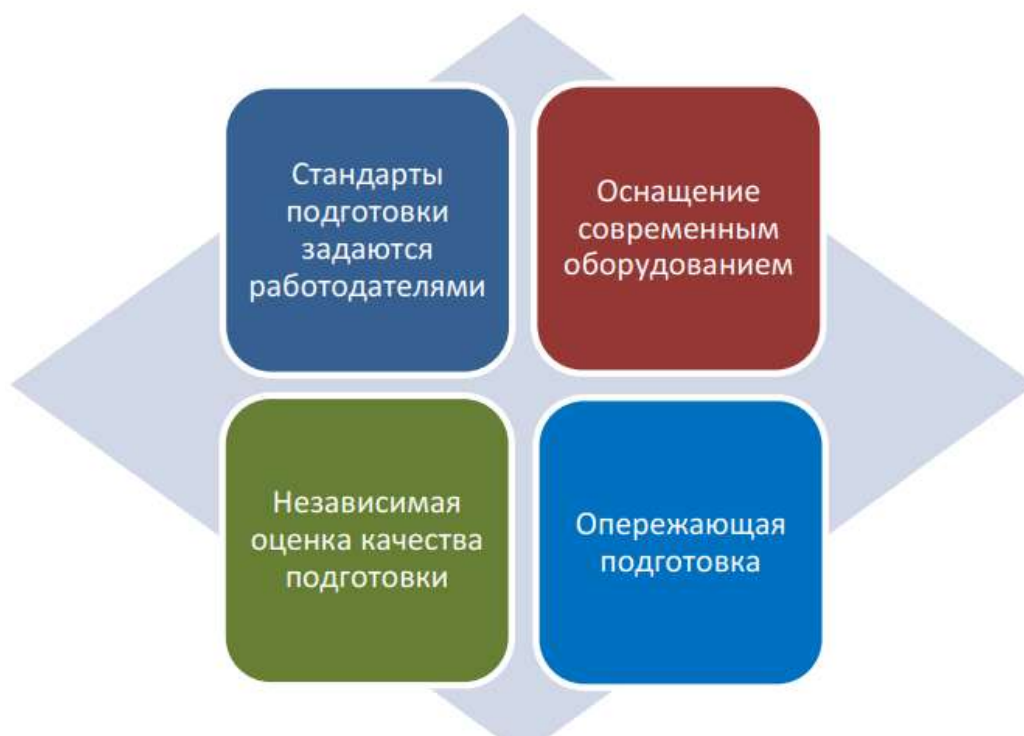 Стандарты
подготовки
задаются
работодателями
Оснащение
современным
оборудованием
Независимая
оценка качества
подготовки
Опережающая
подготовка